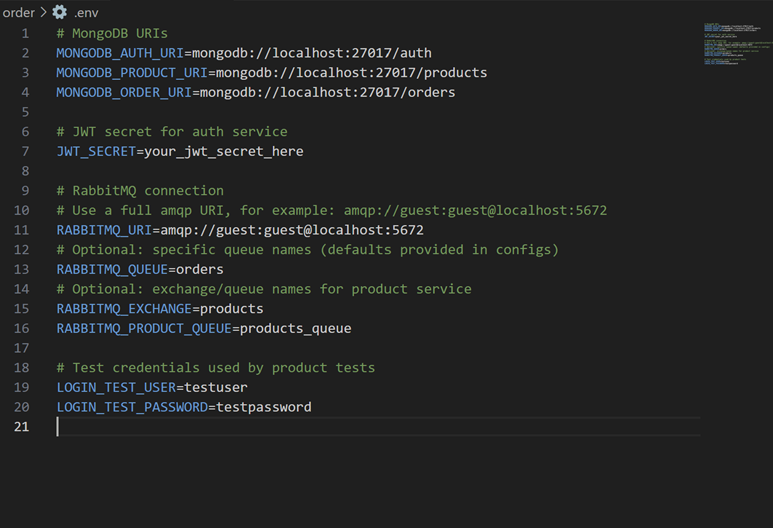 order > .env
1 # MongoDB URIs
2 MONGODB_AUTH_URI=mongodb://localhost:27017/auth
3 MONGODB_PRODUCT_URI=mongodb://localhost:27017/products
4 MONGODB_ORDER_URI=mongodb://localhost:27017/orders
5
6 # JWT secret for auth service
7 JWT_SECRET=your_jwt_secret_here
8
9 # RabbitMQ connection
10 # Use a full amqp URI, for example: amqp://guest:guest@localhost:5672
11 RABBITMQ_URI=amqp://guest:guest@localhost:5672
12 # Optional: specific queue names (defaults provided in configs)
13 RABBITMQ_QUEUE=orders
14 # Optional: exchange/queue names for product service
15 RABBITMQ_EXCHANGE=products
16 RABBITMQ_PRODUCT_QUEUE=products_queue
17
18 # Test credentials used by product tests
19 LOGIN_TEST_USER=testuser
20 LOGIN_TEST_PASSWORD=testpassword
21